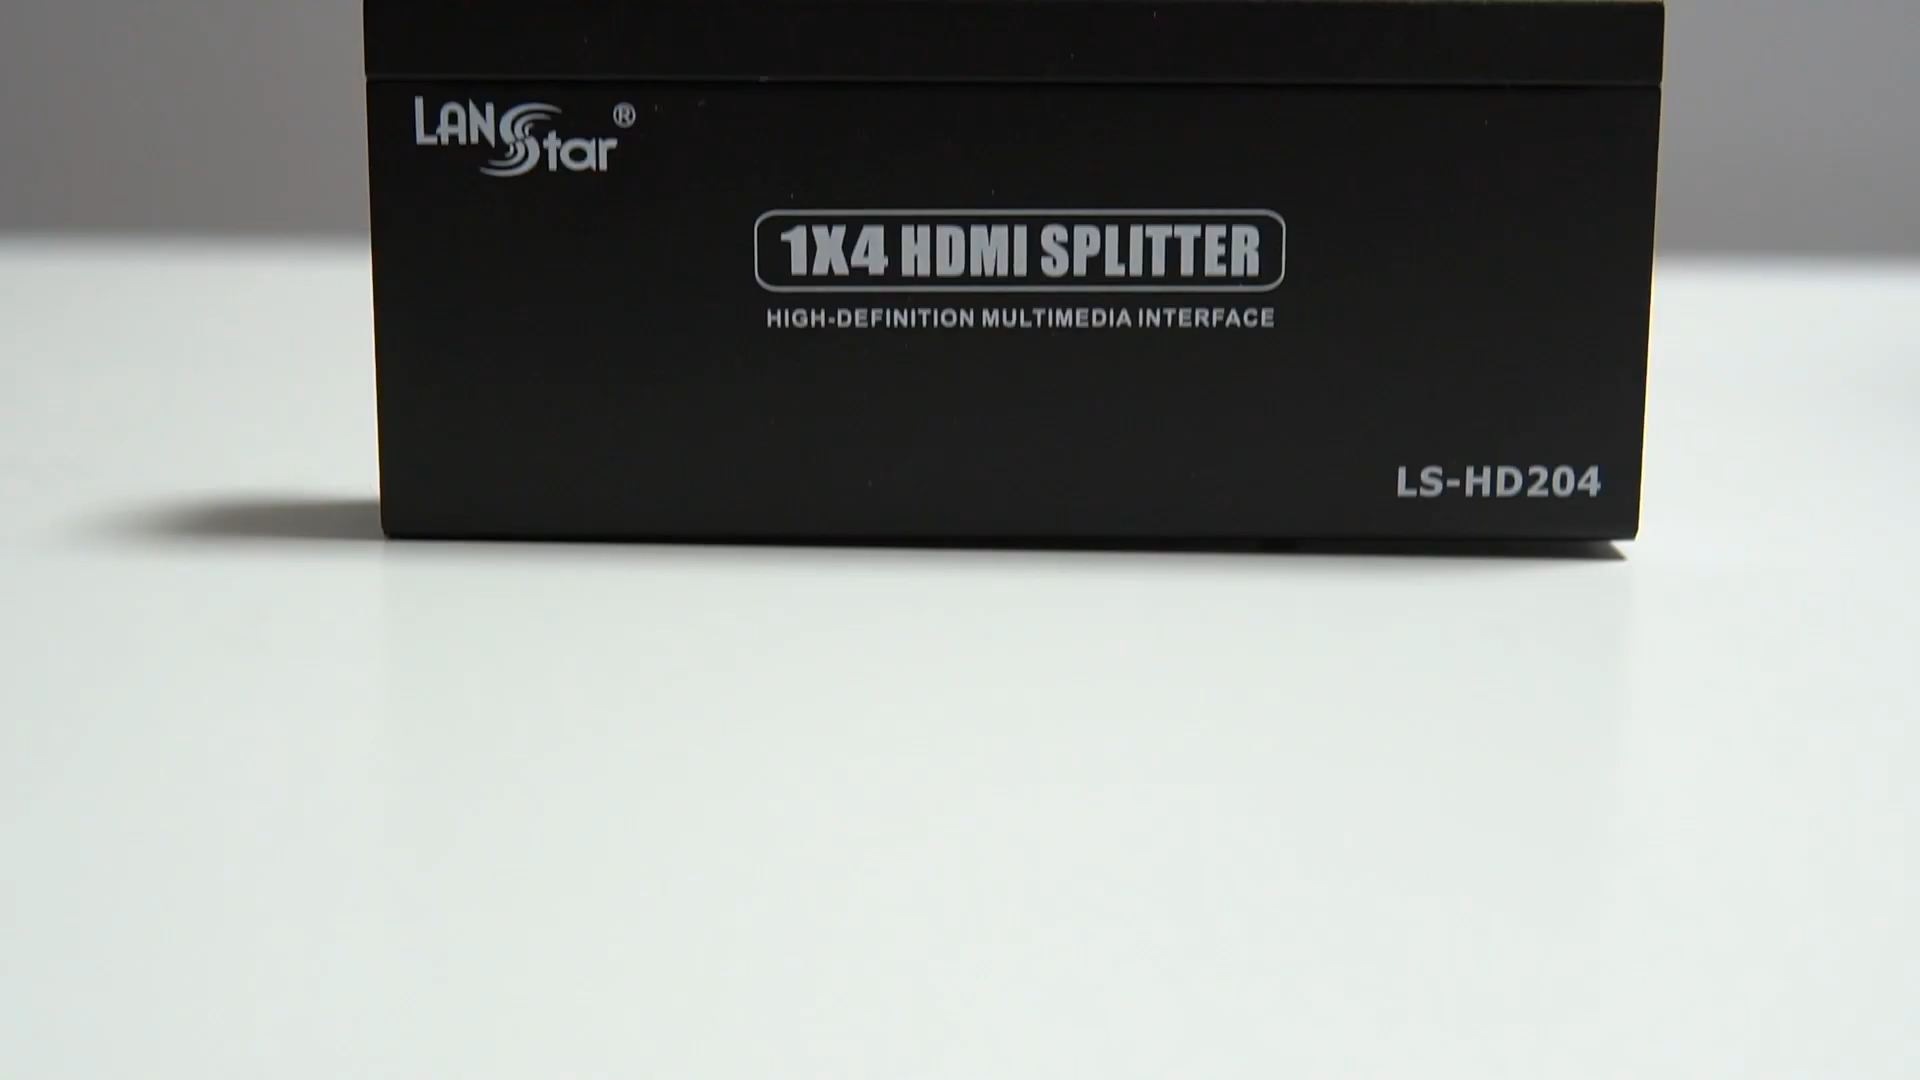 LANStar®
1X4 HDMI SPLITTER
HIGH-DEFINITION MULTIMEDIA INTERFACE
LS-HD204